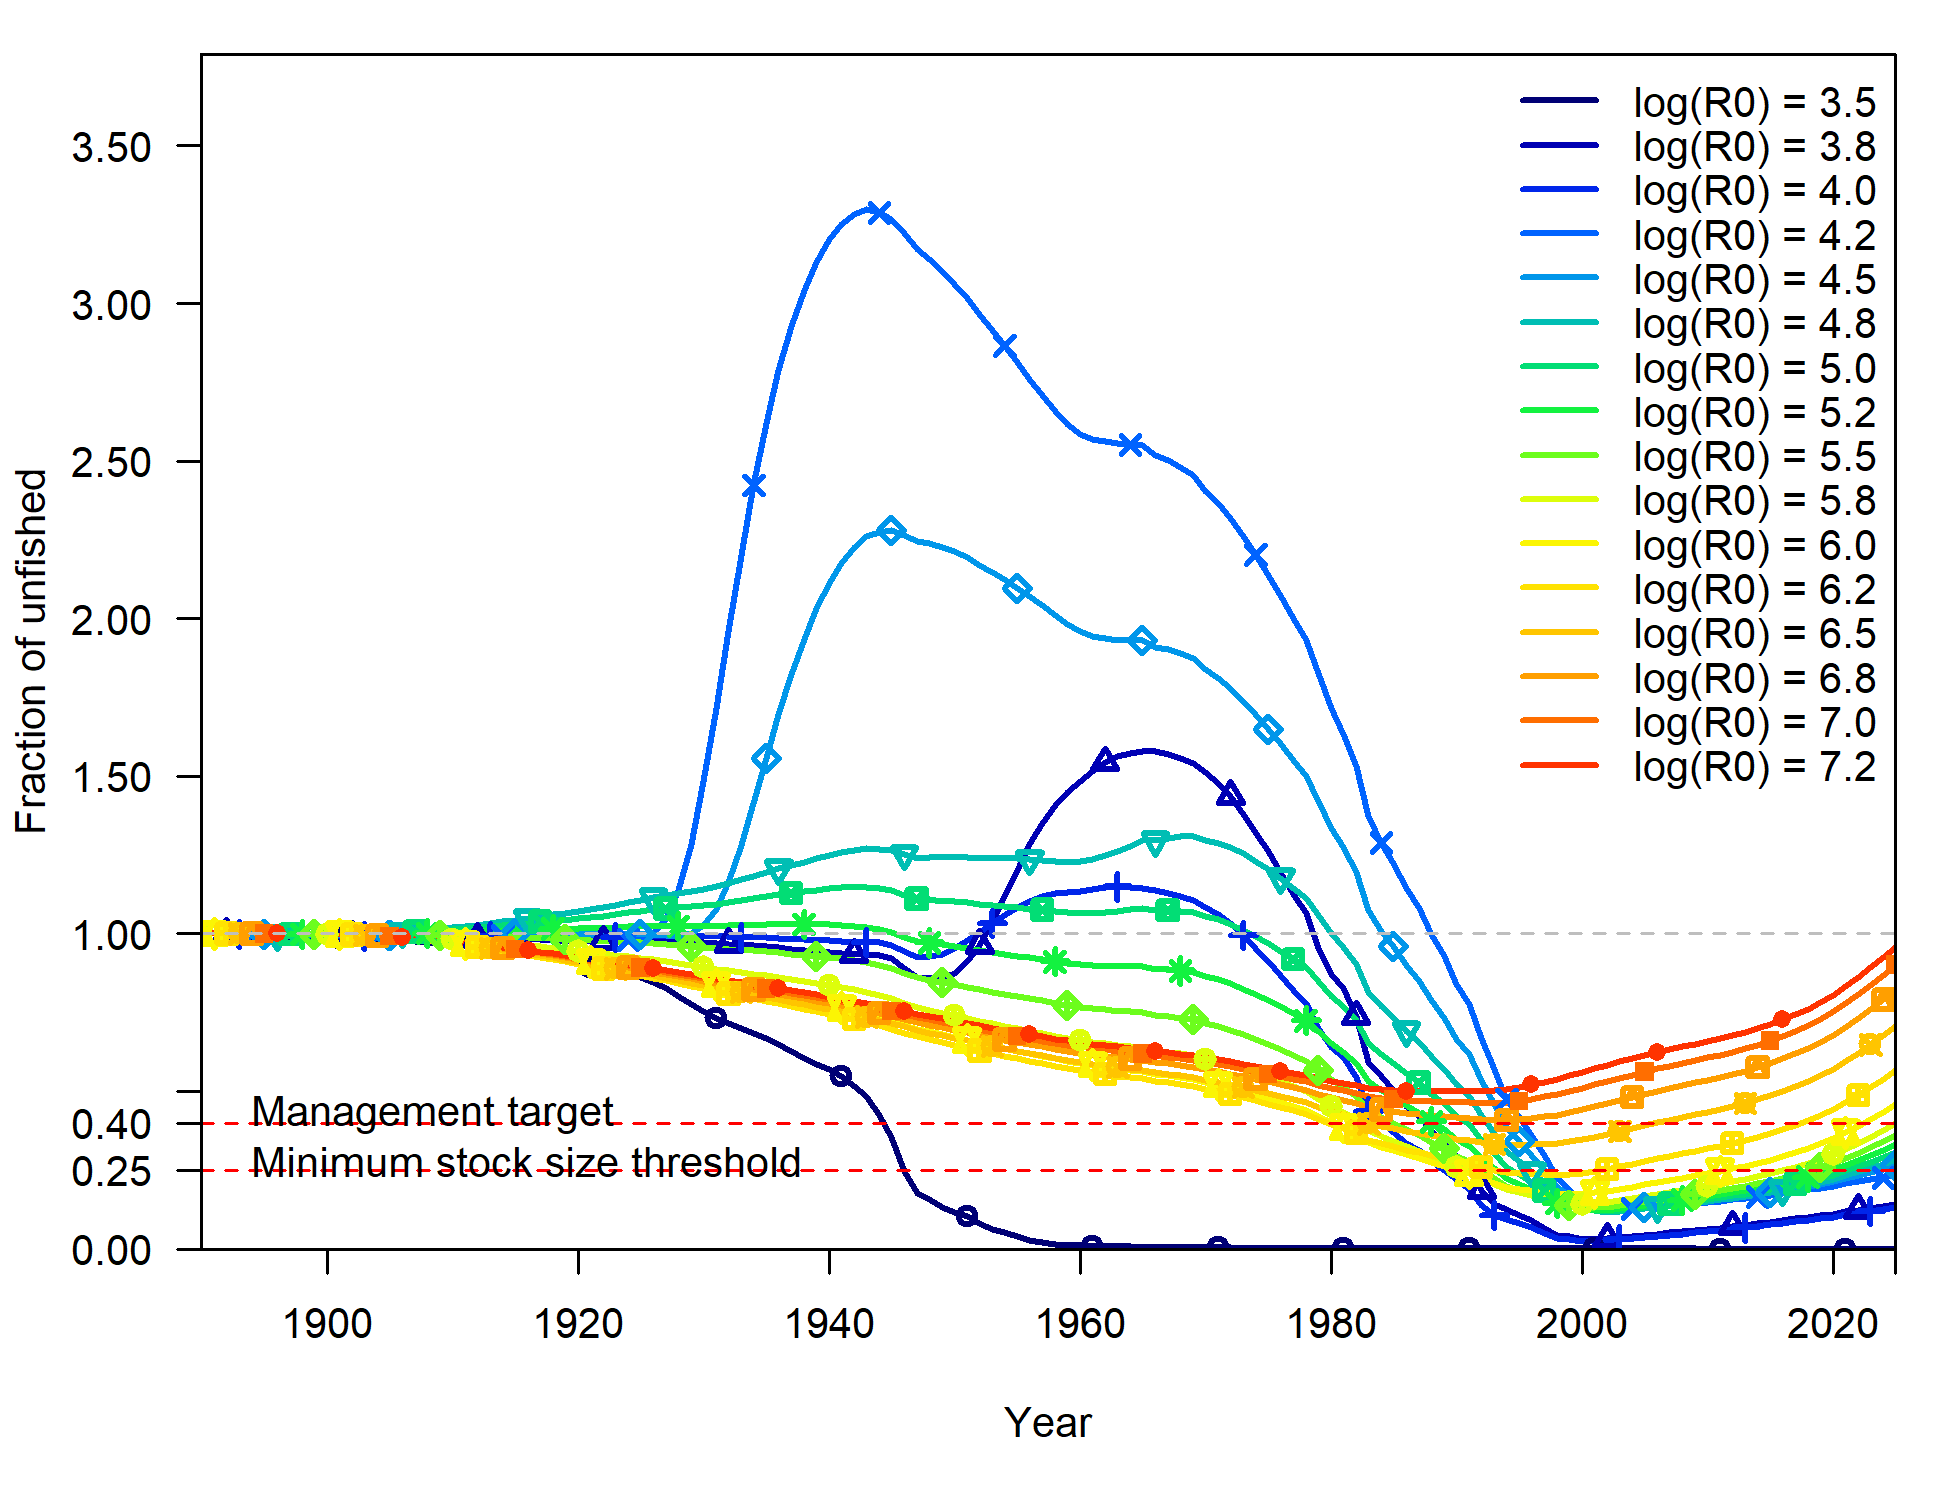 3.50
3.00
2.50
2.00
1.50
1.00
0.40
0.25
0.00
Fraction of unfished
log(R0) = 3.5
log(R0) = 3.8
log(R0) = 4.0
log(R0) = 4.2
log(R0) = 4.5
log(R0) = 4.8
log(R0) = 5.0
log(R0) = 5.2
log(R0) = 5.5
log(R0) = 5.8
log(R0) = 6.0
log(R0) = 6.2
log(R0) = 6.5
log(R0) = 6.8
log(R0) = 7.0
log(R0) = 7.2
Management target
Minimum stock size threshold
1900 1920 1940 1960 1980 2000 2020
Year